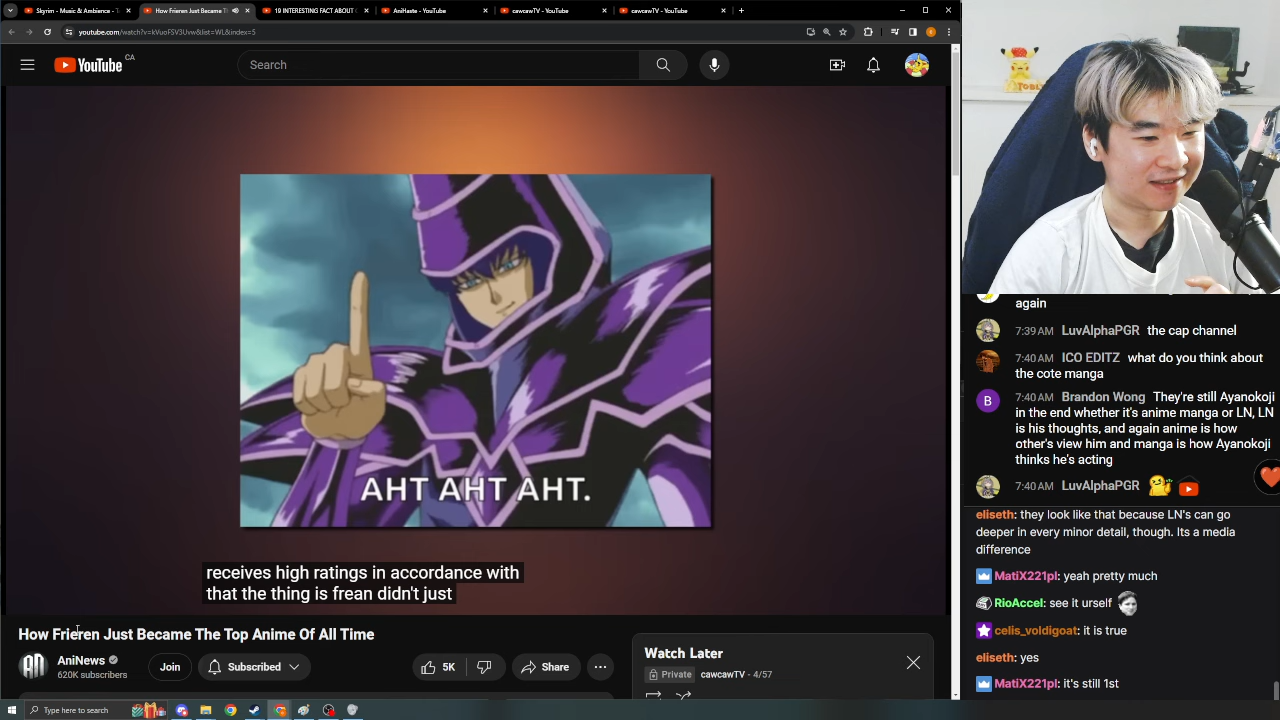 Skyrim - Music & Ambience - T
How Frieren Just Became T
19 INTERESTING FACT ABOUT
AniHaste - YouTube
cawcawTV - YouTube
cawcawTV - YouTube
youtube.com/watch?v=kVuoFSV3Uvw&list=WL&index=5
YouTube CA
Search
AHT AHT AHT.
receives high ratings in accordance with
that the thing is frean didn't just
How Frieren Just Became The Top Anime Of All Time
AniNews
620K subscribers
Join
Subscribed
5K
Share
Watch Later
Private cawcawTV - 4/57
Type here to search
again
7:39 AM LuvAlphaPGR the cap channel
7:40 AM ICO EDITZ what do you think about
the cote manga
B 7:40 AM Brandon Wong They're still Ayanokoji
in the end whether it's anime manga or LN, LN
is his thoughts, and again anime is how
other's view him and manga is how Ayanokoji
thinks he's acting
7:40 AM LuvAlphaPGR
eliseth: they look like that because LN's can go
deeper in every minor detail, though. Its a media
difference
MatiX221pl: yeah pretty much
RioAccel: see it urself
celis_voldigoat: it is true
eliseth: yes
MatiX221pl: it's still 1st